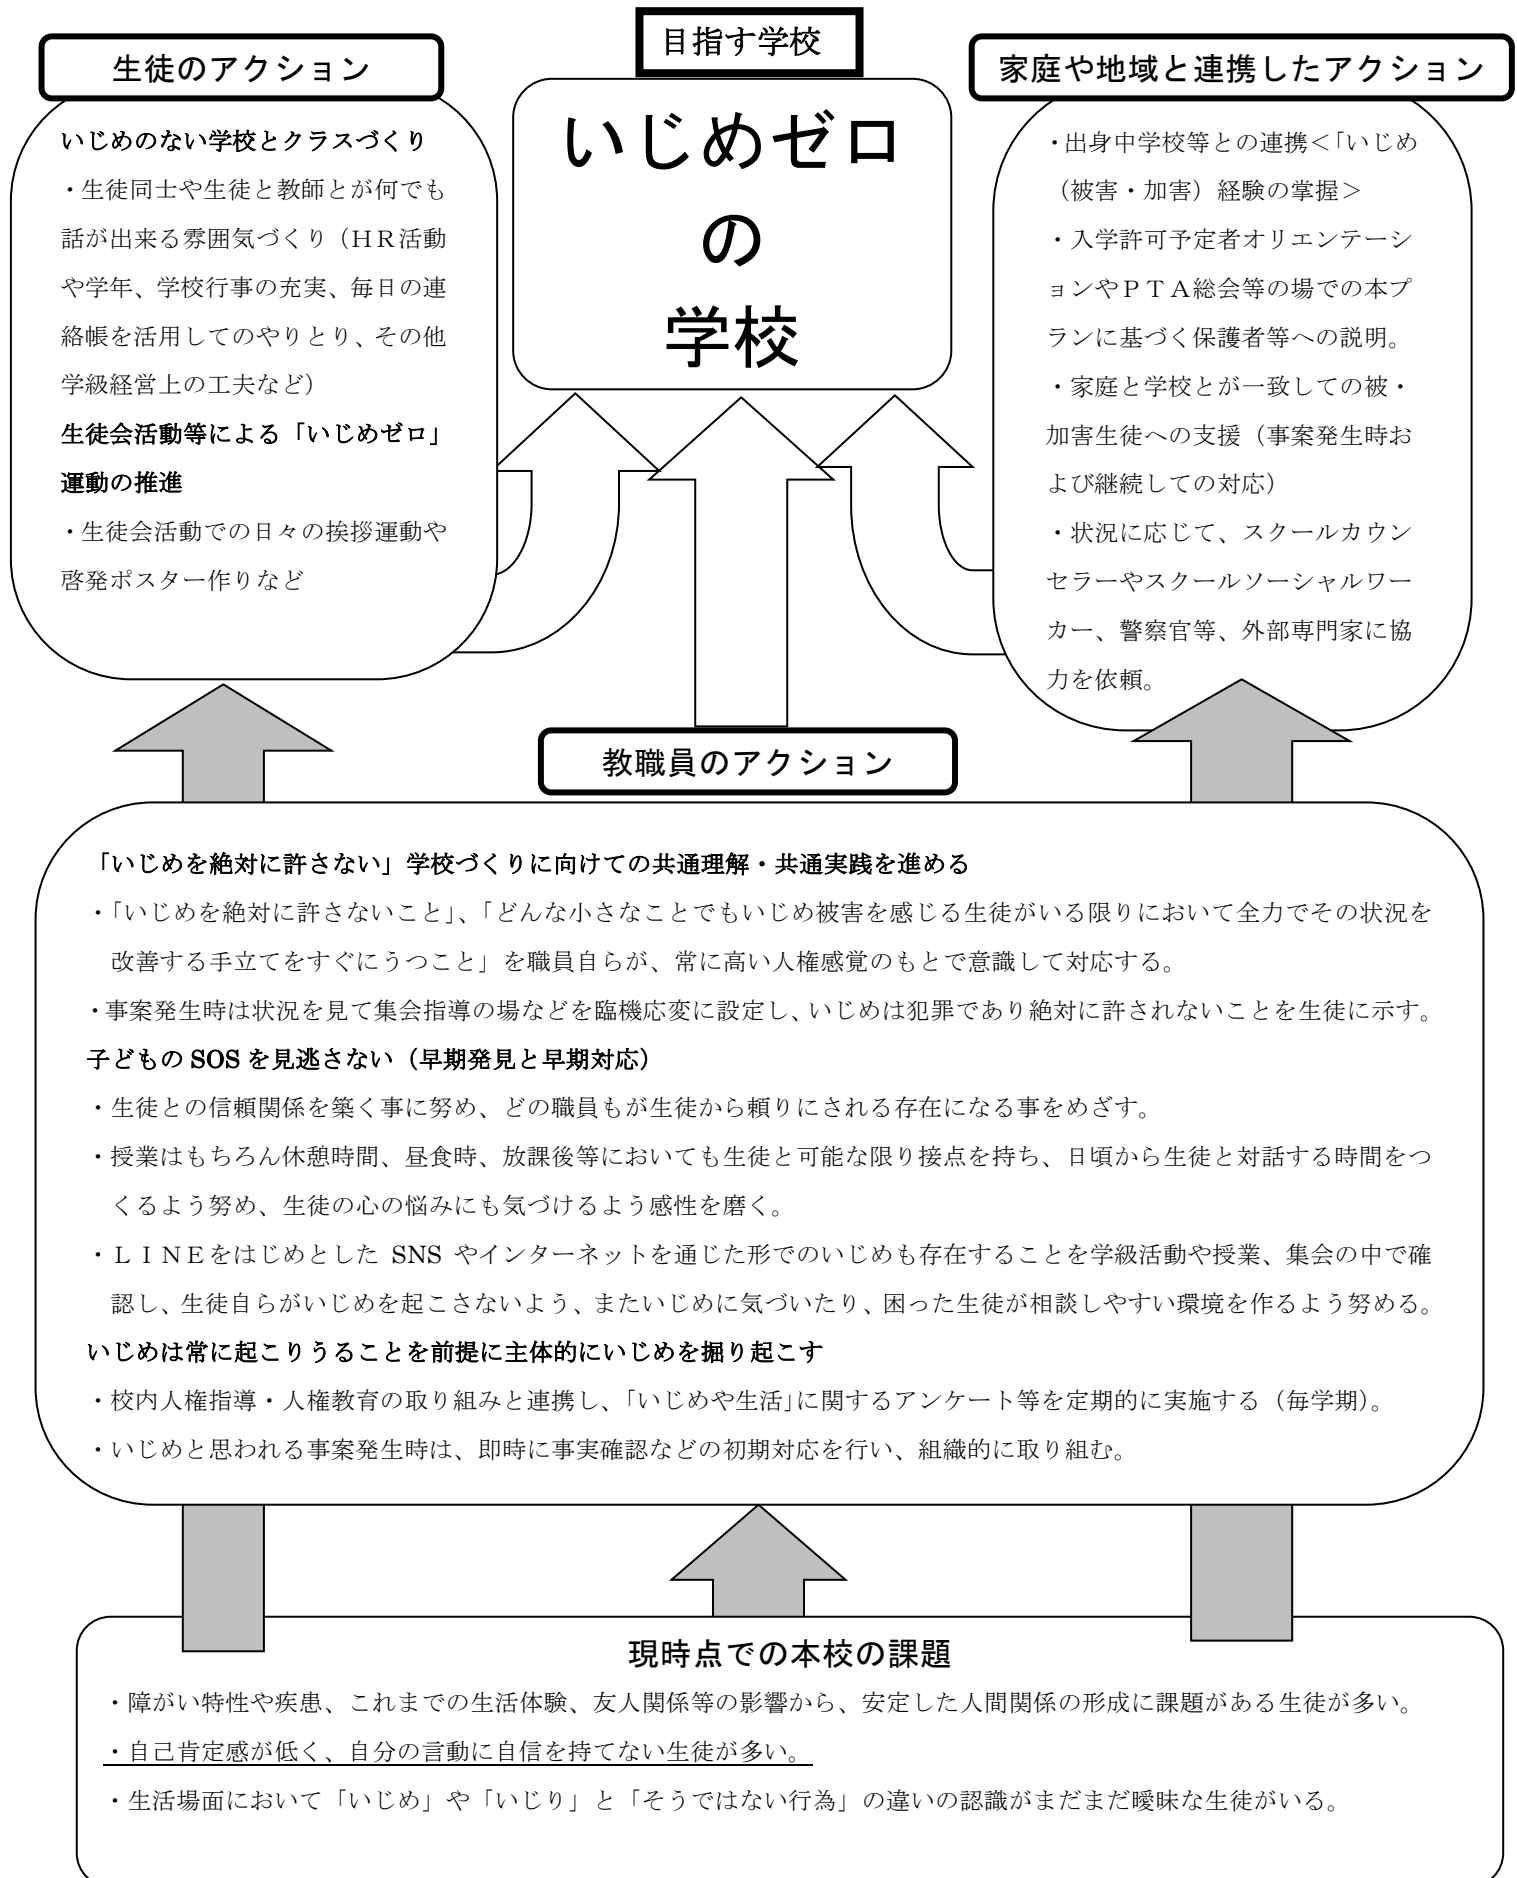 目指す学校
いじめゼロ
の
学校
生徒のアクション
いじめのない学校とクラスづくり
・生徒同士や生徒と教師とが何でも
話が出来る雰囲気づくり（ＨＲ活動
や学年、学校行事の充実、毎日の連
絡帳を活用してのやりとり、その他
学級経営上の工夫など）
生徒会活動等による「いじめゼロ」
運動の推進
・生徒会活動での日々の挨拶運動や
啓発ポスター作りなど
家庭や地域と連携したアクション
・出身中学校等との連携＜「いじめ
（被害・加害）経験の掌握＞
・入学許可予定者オリエンテーシ
ョンやＰＴＡ総会等の場での本プ
ランに基づく保護者等への説明。
・家庭と学校とが一致しての被・
加害生徒への支援（事案発生時お
よび継続しての対応）
・状況に応じて、スクールカウン
セラーやスクールソーシャルワー
カー、警察官等、外部専門家に協
力を依頼。
教職員のアクション
「いじめを絶対に許さない」学校づくりに向けての共通理解・共通実践を進める
・「いじめを絶対に許さないこと」、「どんな小さなことでもいじめ被害を感じる生徒がいる限りにおいて全力でその状況を
改善する手立てをすぐにうつこと」を職員自らが、常に高い人権感覚のもとで意識して対応する。
・事案発生時は状況を見て集会指導の場などを臨機応変に設定し、いじめは犯罪であり絶対に許されないことを生徒に示す。
子どもの SOS を見逃さない（早期発見と早期対応）
・生徒との信頼関係を築く事に努め、どの職員もが生徒から頼りにされる存在になる事をめざす。
・授業はもちろん休憩時間、昼食時、放課後等においても生徒と可能な限り接点を持ち、日頃から生徒と対話する時間をつ
くるよう努め、生徒の心の悩みにも気づけるよう感性を磨く。
・ＬＩＮＥをはじめとした SNS やインターネットを通じた形でのいじめも存在することを学級活動や授業、集会の中で確
認し、生徒自らがいじめを起こさないよう、またいじめに気づいたり、困った生徒が相談しやすい環境を作るよう努める。
いじめは常に起こりうることを前提に主体的にいじめを掘り起こす
・校内人権指導・人権教育の取り組みと連携し、「いじめや生活」に関するアンケート等を定期的に実施する（毎学期）。
・いじめと思われる事案発生時は、即時に事実確認などの初期対応を行い、組織的に取り組む。
現時点での本校の課題
・障がい特性や疾患、これまでの生活体験、友人関係等の影響から、安定した人間関係の形成に課題がある生徒が多い。
・自己肯定感が低く、自分の言動に自信を持てない生徒が多い。
・生活場面において「いじめ」や「いじり」と「そうではない行為」の違いの認識がまだまだ曖昧な生徒がいる。